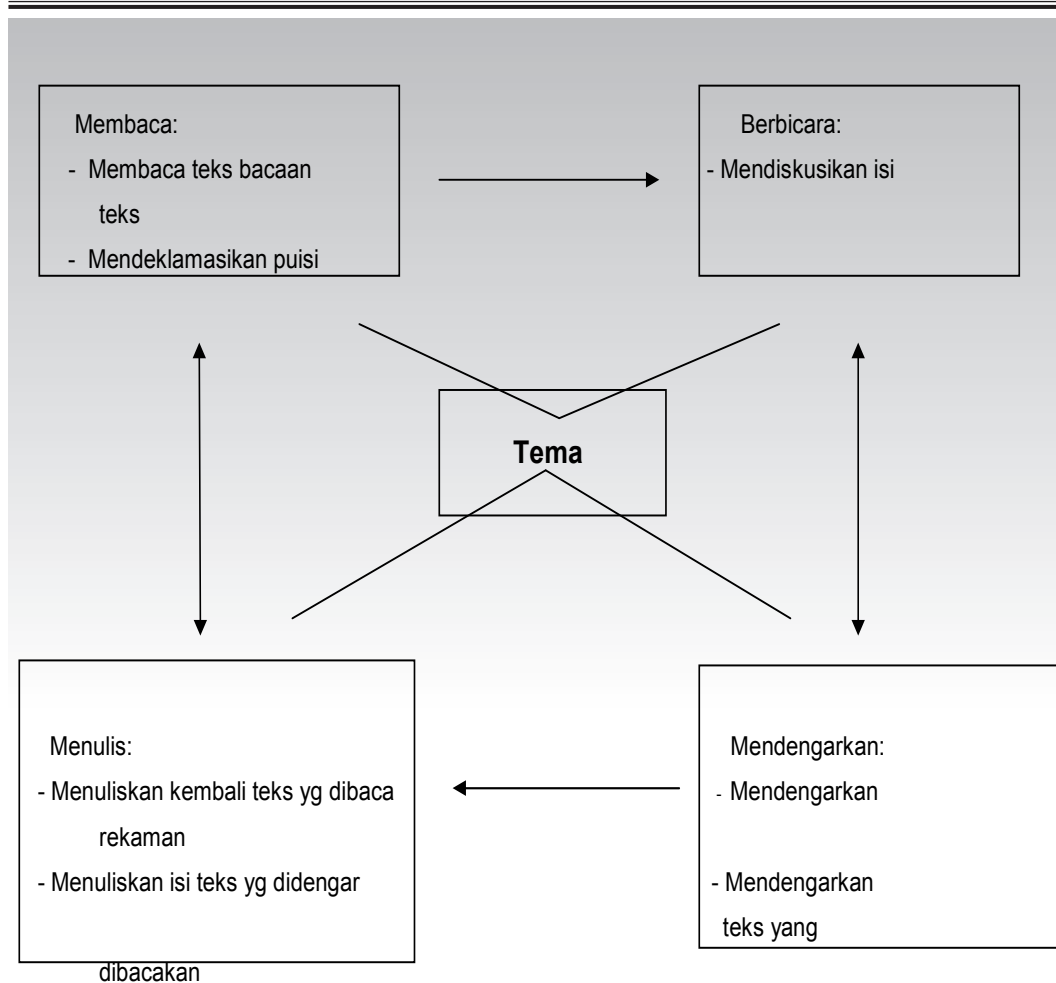 Membaca:
- Membaca teks bacaan
teks
- Mendeklamasikan puisi
Berbicara:
- Mendiskusikan isi
Tema
Menulis:
- Menuliskan kembali teks yg dibaca
rekaman
- Menuliskan isi teks yg didengar
dibacakan
Mendengarkan:
- Mendengarkan
- Mendengarkan
teks yang